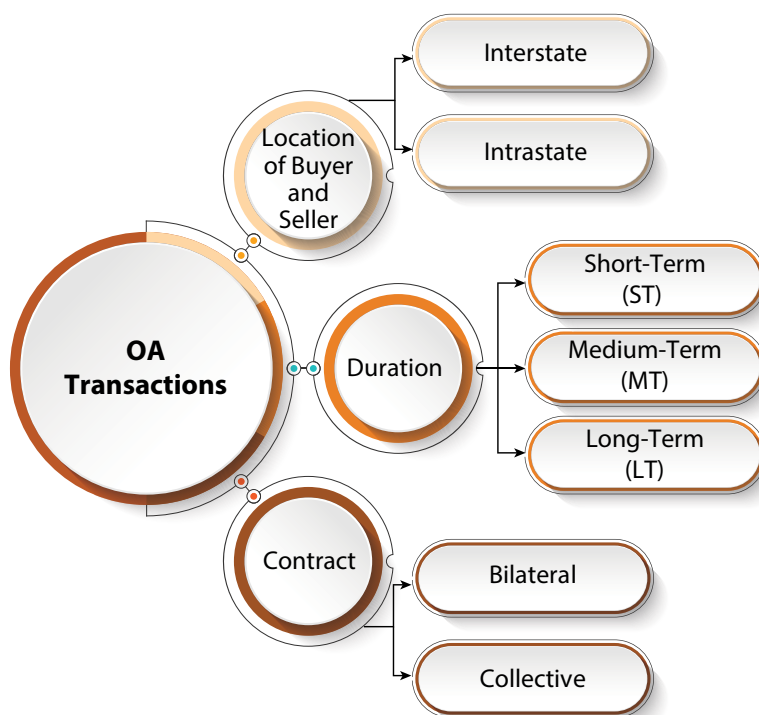 OA
Transactions
Location
of Buyer
and
Seller
Interstate
Intrastate
Duration
Short-Term
(ST)
Medium-Term
(MT)
Long-Term
(LT)
Contract
Bilateral
Collective